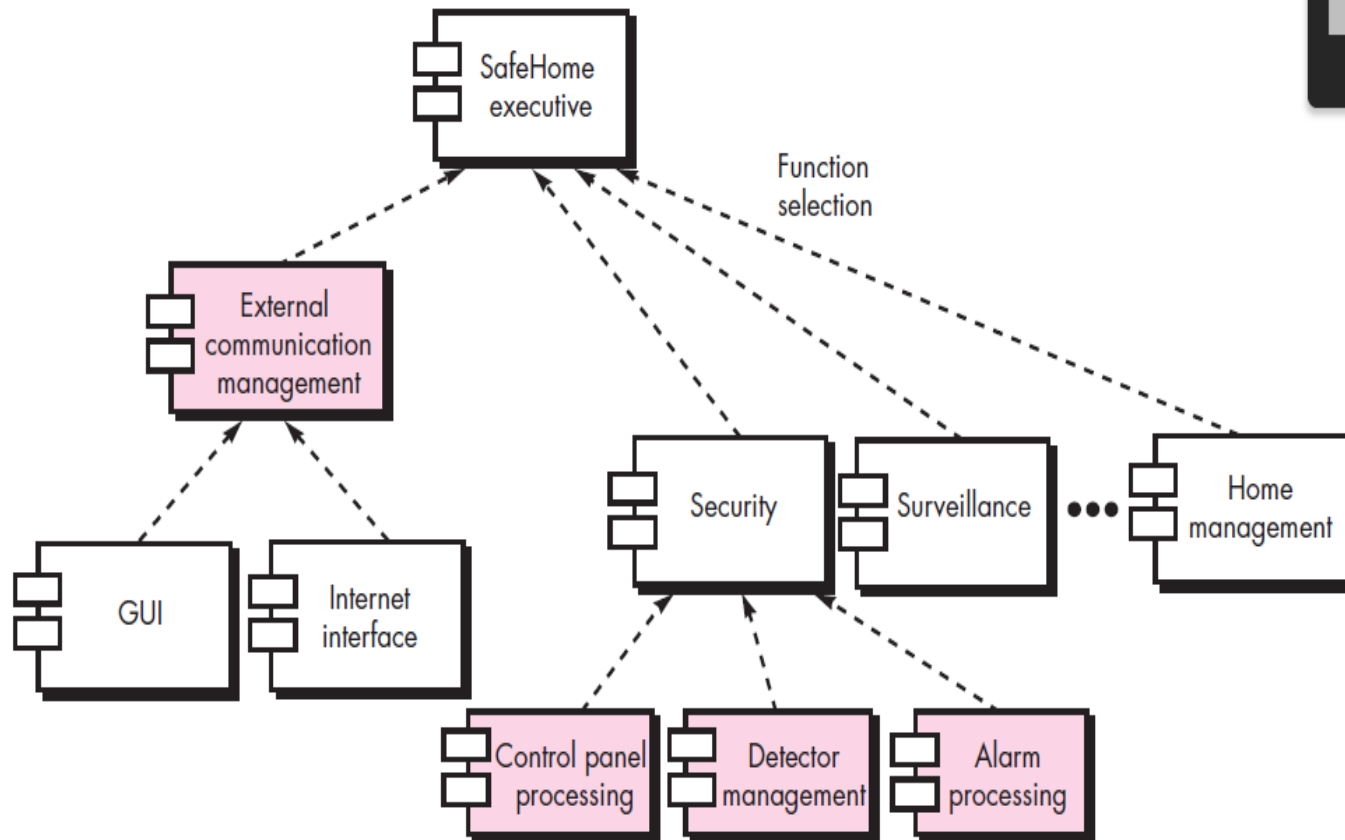 SafeHome
executive
Function
selection
External
communication
management
Security
Surveillance
Home
management
GUI
Internet
interface
Control panel
processing
Detector
management
Alarm
processing